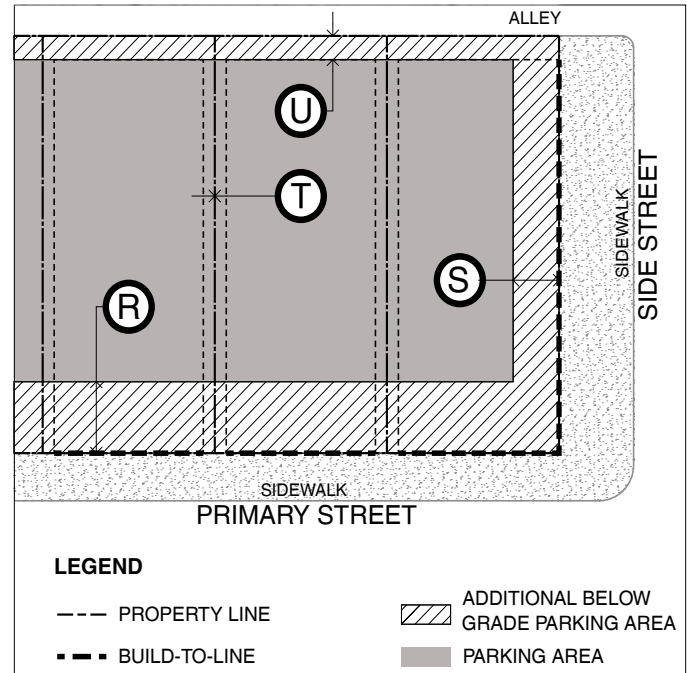 ALLEY
U
T
S
R
SIDEWALK
SIDE STREET
SIDEWALK
PRIMARY STREET
LEGEND
PROPERTY LINE
BUILD-TO-LINE
ADDITIONAL BELOW
GRADE PARKING AREA
PARKING AREA